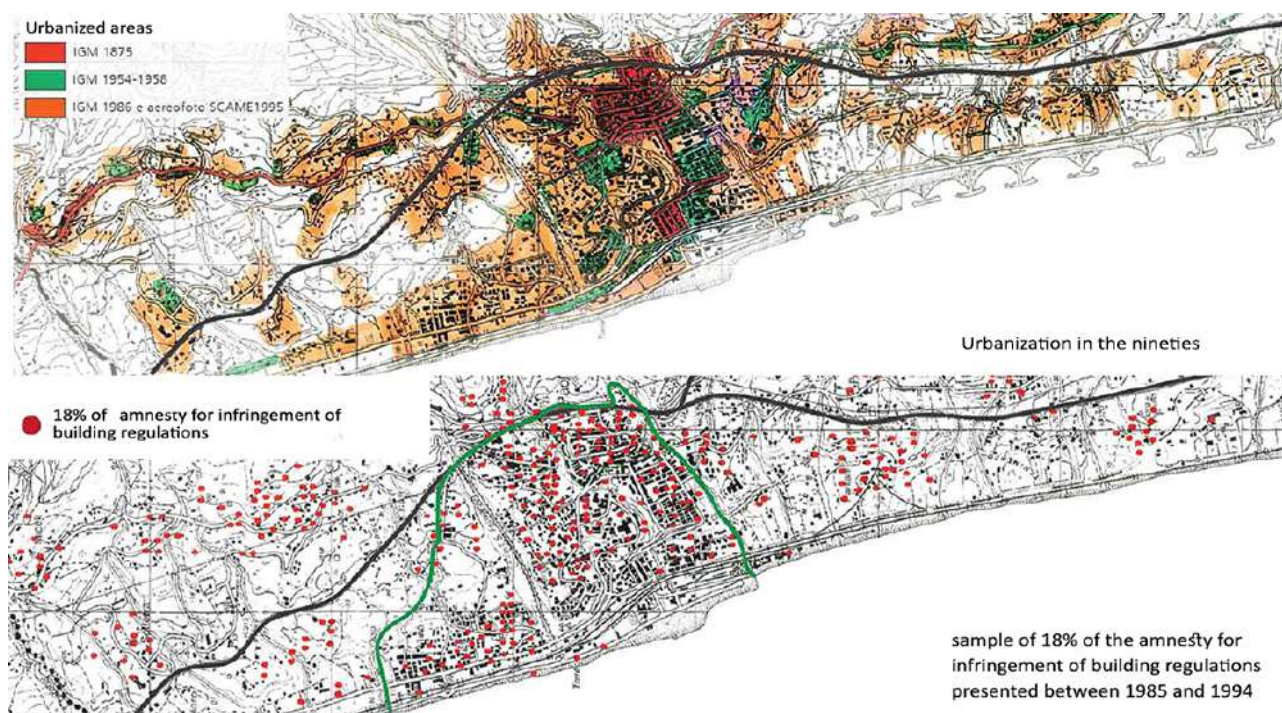 Urbanized areas
IGM 1875
IGM 1954-1958
IGM 1986 e aereofoto SCAME1995
Urbanization in the nineties
18% of amnesty for infringement of
building regulations
sample of 18% of the amnesty for
infringement of building regulations
presented between 1985 and 1994